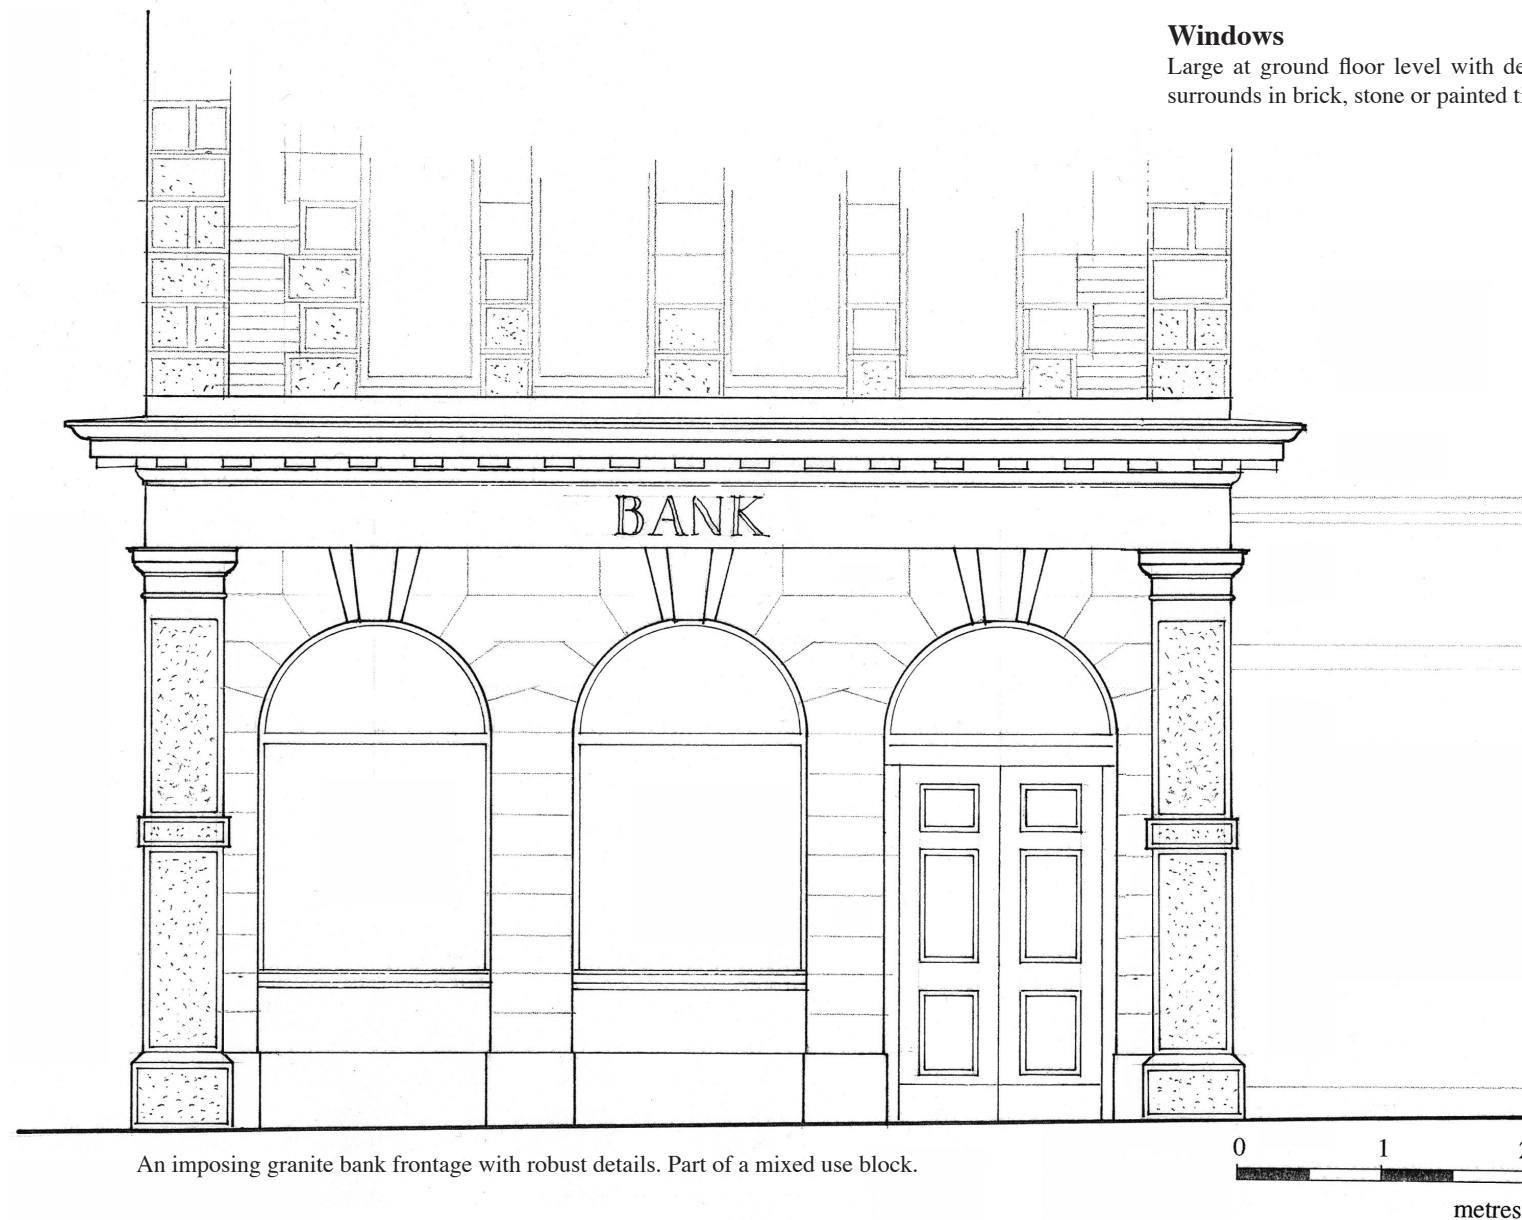 Windows
Large at ground floor level with
surrounds in brick, stone or painted
BANK
An imposing granite bank frontage with robust details. Part of a mixed use block.
0 1
metres